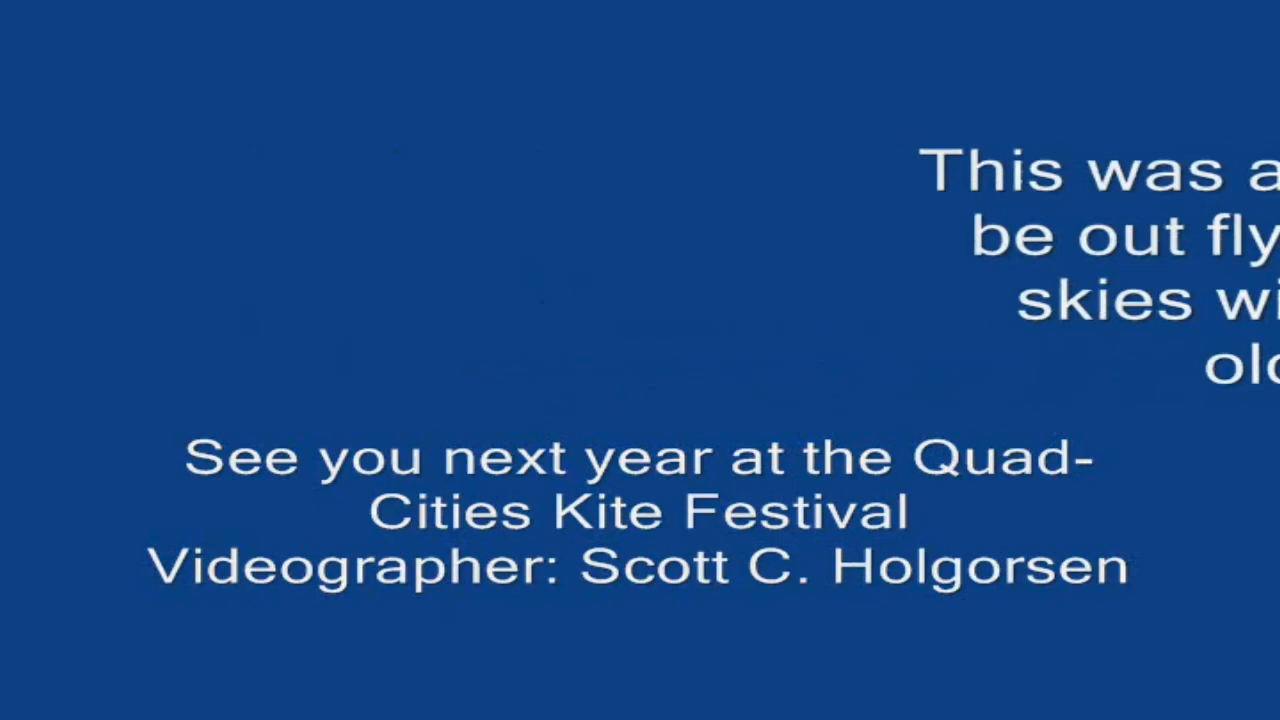 This was a
be out fly
skies wi
old
See you next year at the Quad-
Cities Kite Festival
Videographer: Scott C. Holgorsen